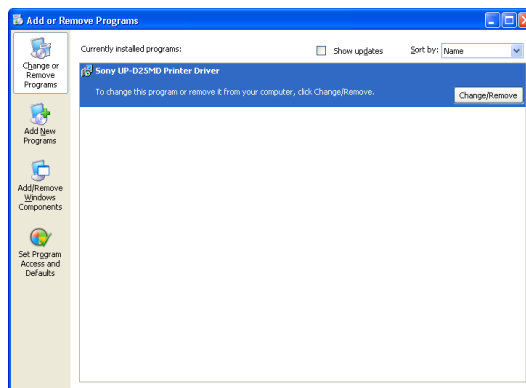 Add or Remove Programs
Change or
Remove
Programs
Currently installed programs:
Show updates
Sort by: Name
Sony UP-D25MD Printer Driver
To change this program or remove it from your computer, click Change/Remove.
Change/Remove
Add New
Programs
Add/Remove
Windows
Components
Set Program
Access and
Defaults